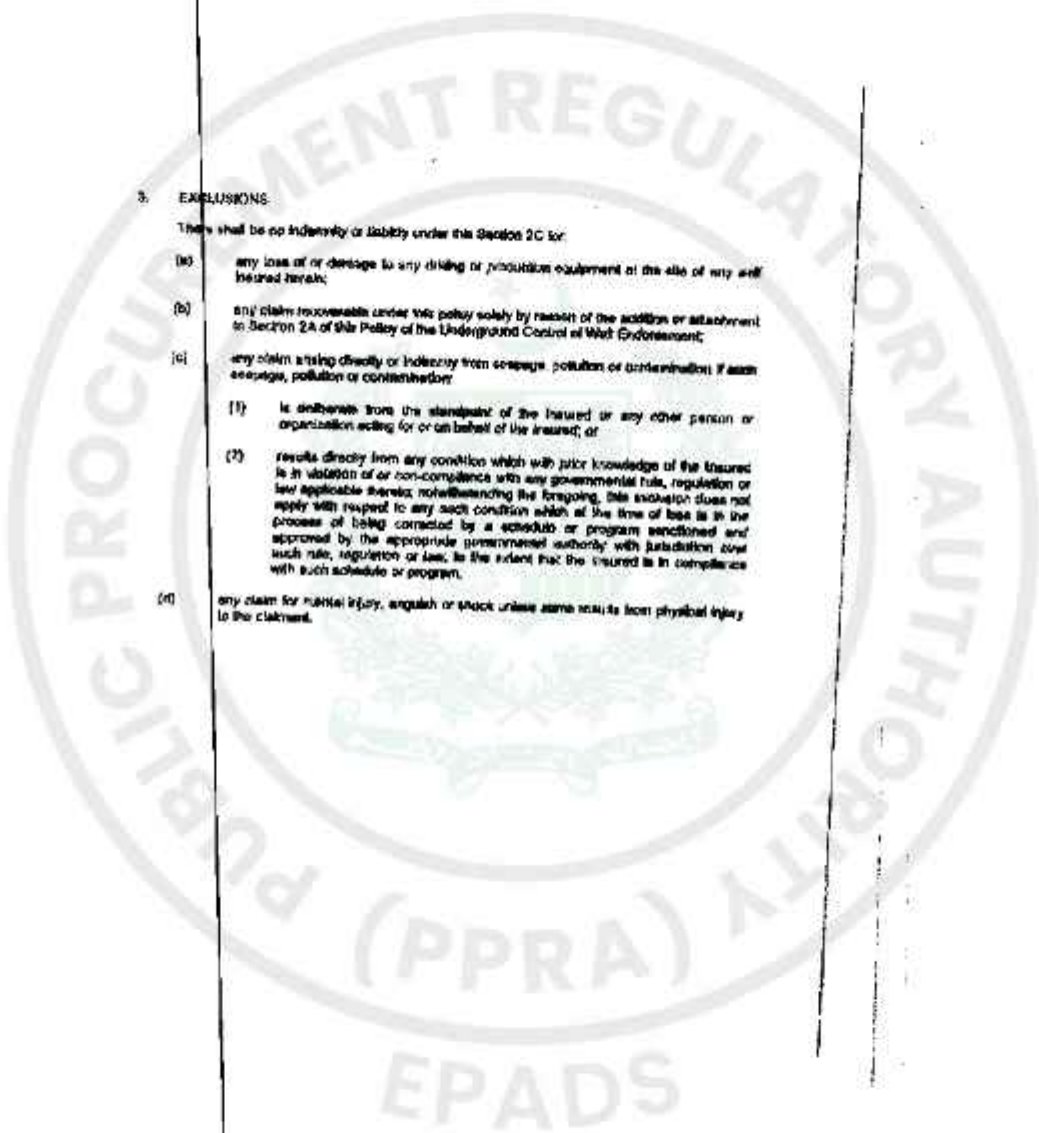 3. EXCLUSIONS
There shall be no indemnity or liability under this Section 2C for:
(a) any loss of or damage to any drilling or production equipment at the site of any well
insured herein;
(b) any claim recoverable under this policy solely by reason of the addition or attachment
to Section 2A of this Policy of the Underground Control of Well Endorsement;
(c) any claim arising directly or indirectly from seepage, pollution or contamination if such
seepage, pollution or contamination
(1) is deliberate from the standpoint of the Insured or any other person or
organization acting for or on behalf of the Insured; or
(2) results directly from any condition which with prior knowledge of the Insured
is in violation of or non-compliance with any governmental rule, regulation or
law applicable thereto; notwithstanding the foregoing, this exclusion does not
apply with respect to any such condition which at the time of loss is in the
process of being corrected by a schedule or program sanctioned and
approved by the appropriate governmental authority with jurisdiction over
such rule, regulation or law, to the extent that the Insured is in compliance
with such schedule or program.
(d) any claim for mental injury, anguish or shock unless same results from physical injury
to the claimant.
PUBLIC PROCUREMENT REGULATORY AUTHORITY
(PPRA)
EPADS